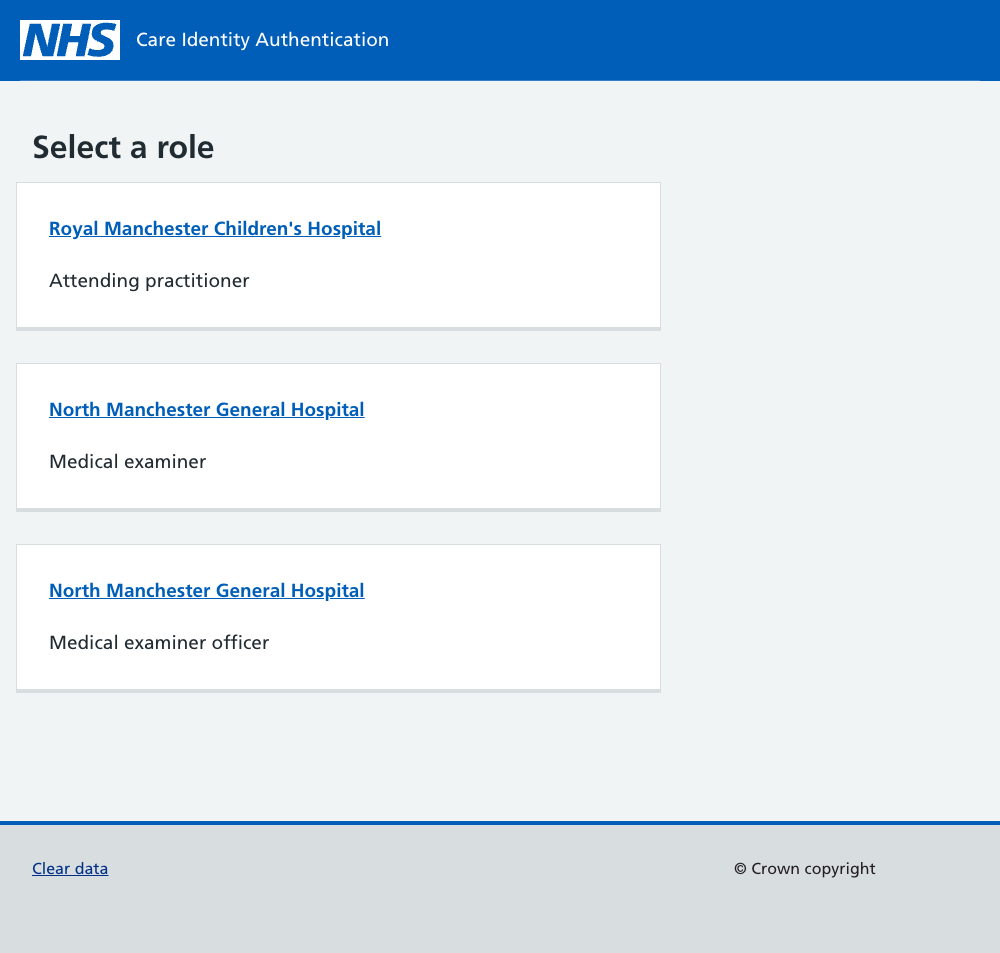 NHS Care Identity Authentication
Select a role
Royal Manchester Children's Hospital
Attending practitioner
North Manchester General Hospital
Medical examiner
North Manchester General Hospital
Medical examiner officer
Clear data © Crown copyright